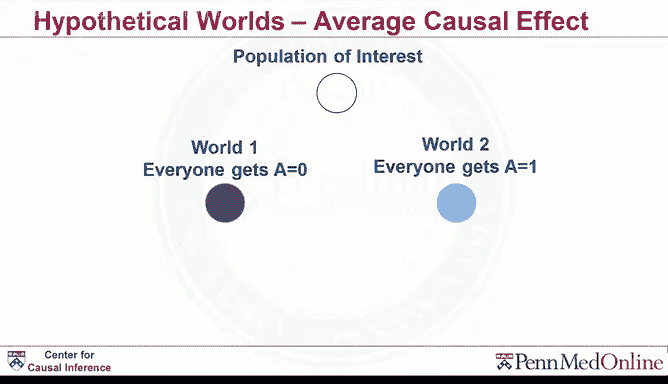 Hypothetical Worlds – Average Causal Effect
Population of Interest
World 1
Everyone gets A=0
World 2
Everyone gets A=1
Center for
Causal Inference
PennMedOnline